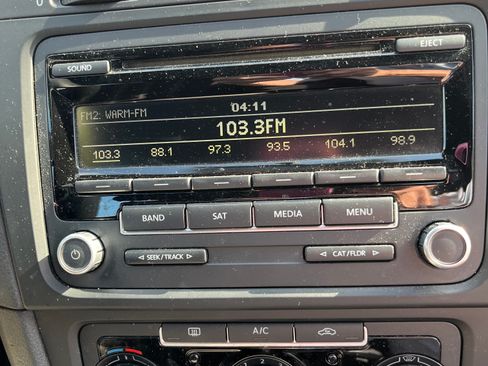 0
SOUND
EJECT
04:11
FM2: WARM-FM
103.3FM
103.3 88.1 97.3 93.5 104.1 98.9
BAND SAT MEDIA MENU
◁ SEEK/TRACK ▷ ◁ CAT/FLDR ▷
A/C